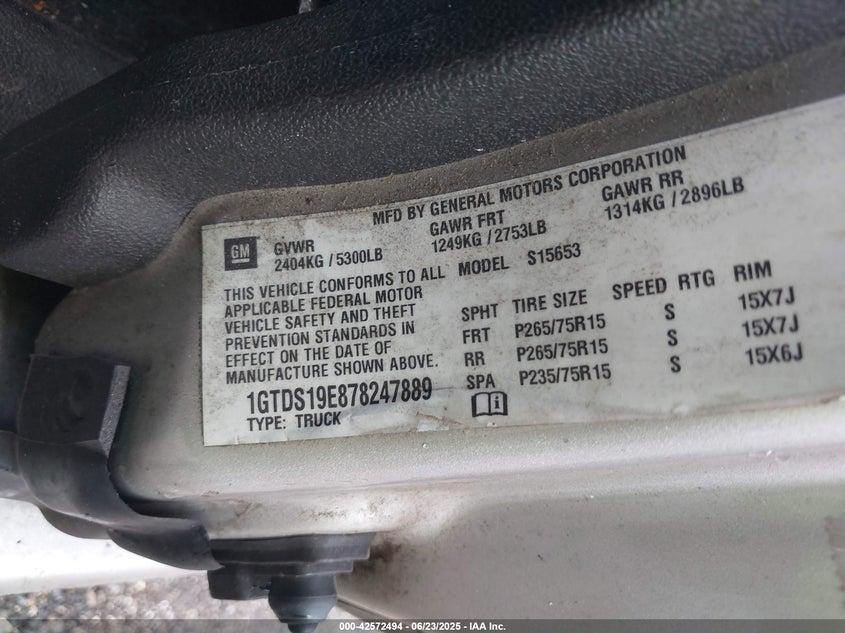 MFD BY GENERAL MOTORS CORPORATION
GM
GVWR GAWR FRT GAWR RR
2404KG / 5300LB 1249KG / 2753LB 1314KG / 2896LB
THIS VEHICLE CONFORMS TO ALL
APPLICABLE FEDERAL MOTOR
VEHICLE SAFETY AND THEFT
PREVENTION STANDARDS IN
EFFECT ON THE DATE OF
MANUFACTURE SHOWN ABOVE.
1GTDS19E878247889
TYPE: TRUCK
MODEL S15653
SPHT TIRE SIZE SPEED RTG RIM
FRT P265/75R15 S 15X7J
RR P265/75R15 S 15X7J
SPA P235/75R15 S 15X6J
000-42572494 - 06/23/2025 - IAA Inc.